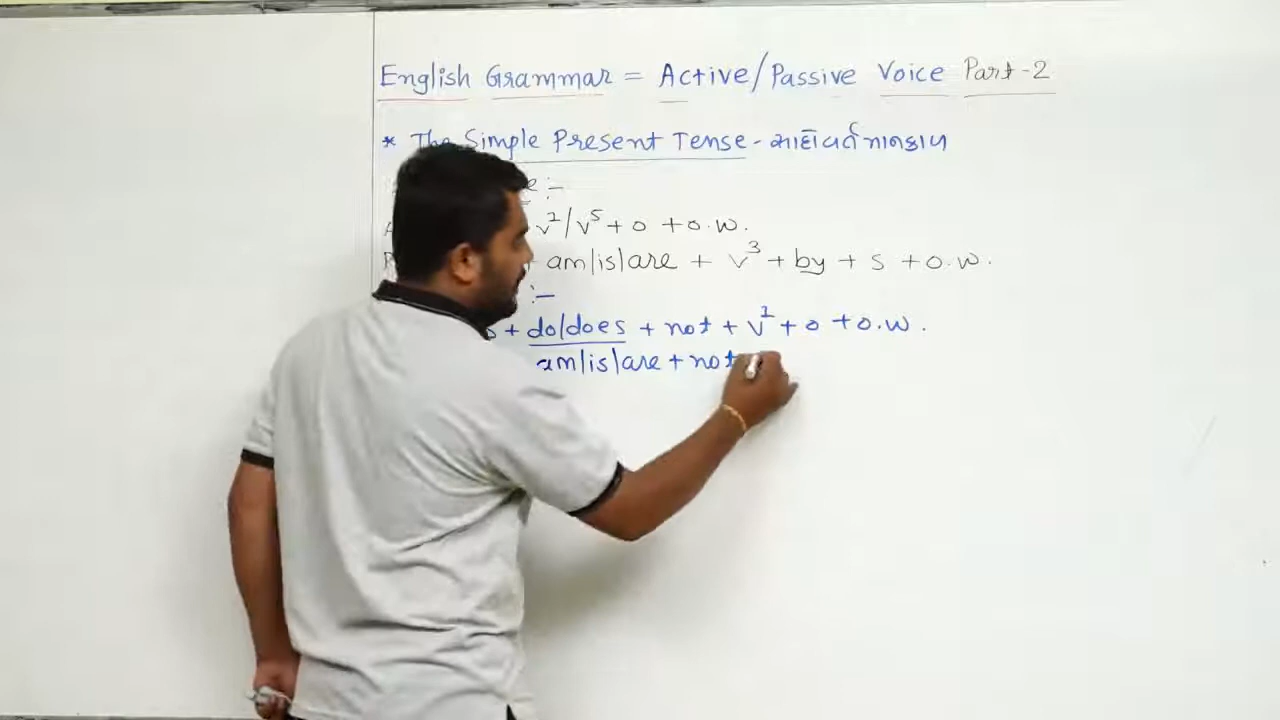 English Grammar = Active/Passive Voice Part-2
* The Simple Present Tense - સાદો વર્તમાનકાળ
:-
V¹/V⁵ + o + o.w.
+ am/is/are + V³ + by + s + o.w.
:-
s + do/does + not + V¹ + o + o.w.
am/is/are + not